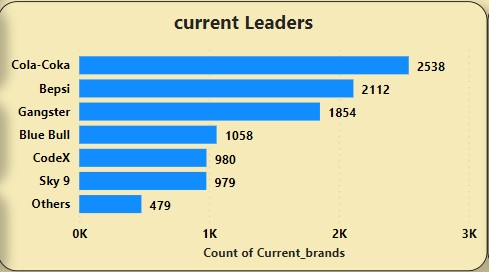 current Leaders
Cola-Coka 2538
Bepsi 2112
Gangster 1854
Blue Bull 1058
CodeX 980
Sky 9 979
Others 479
0K 1K 2K 3K
Count of Current_brands